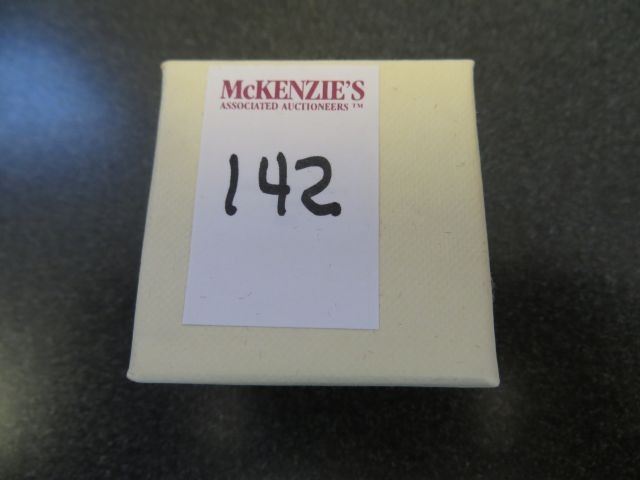 McKENZIE'S
ASSOCIATED AUCTIONEERS ™
142